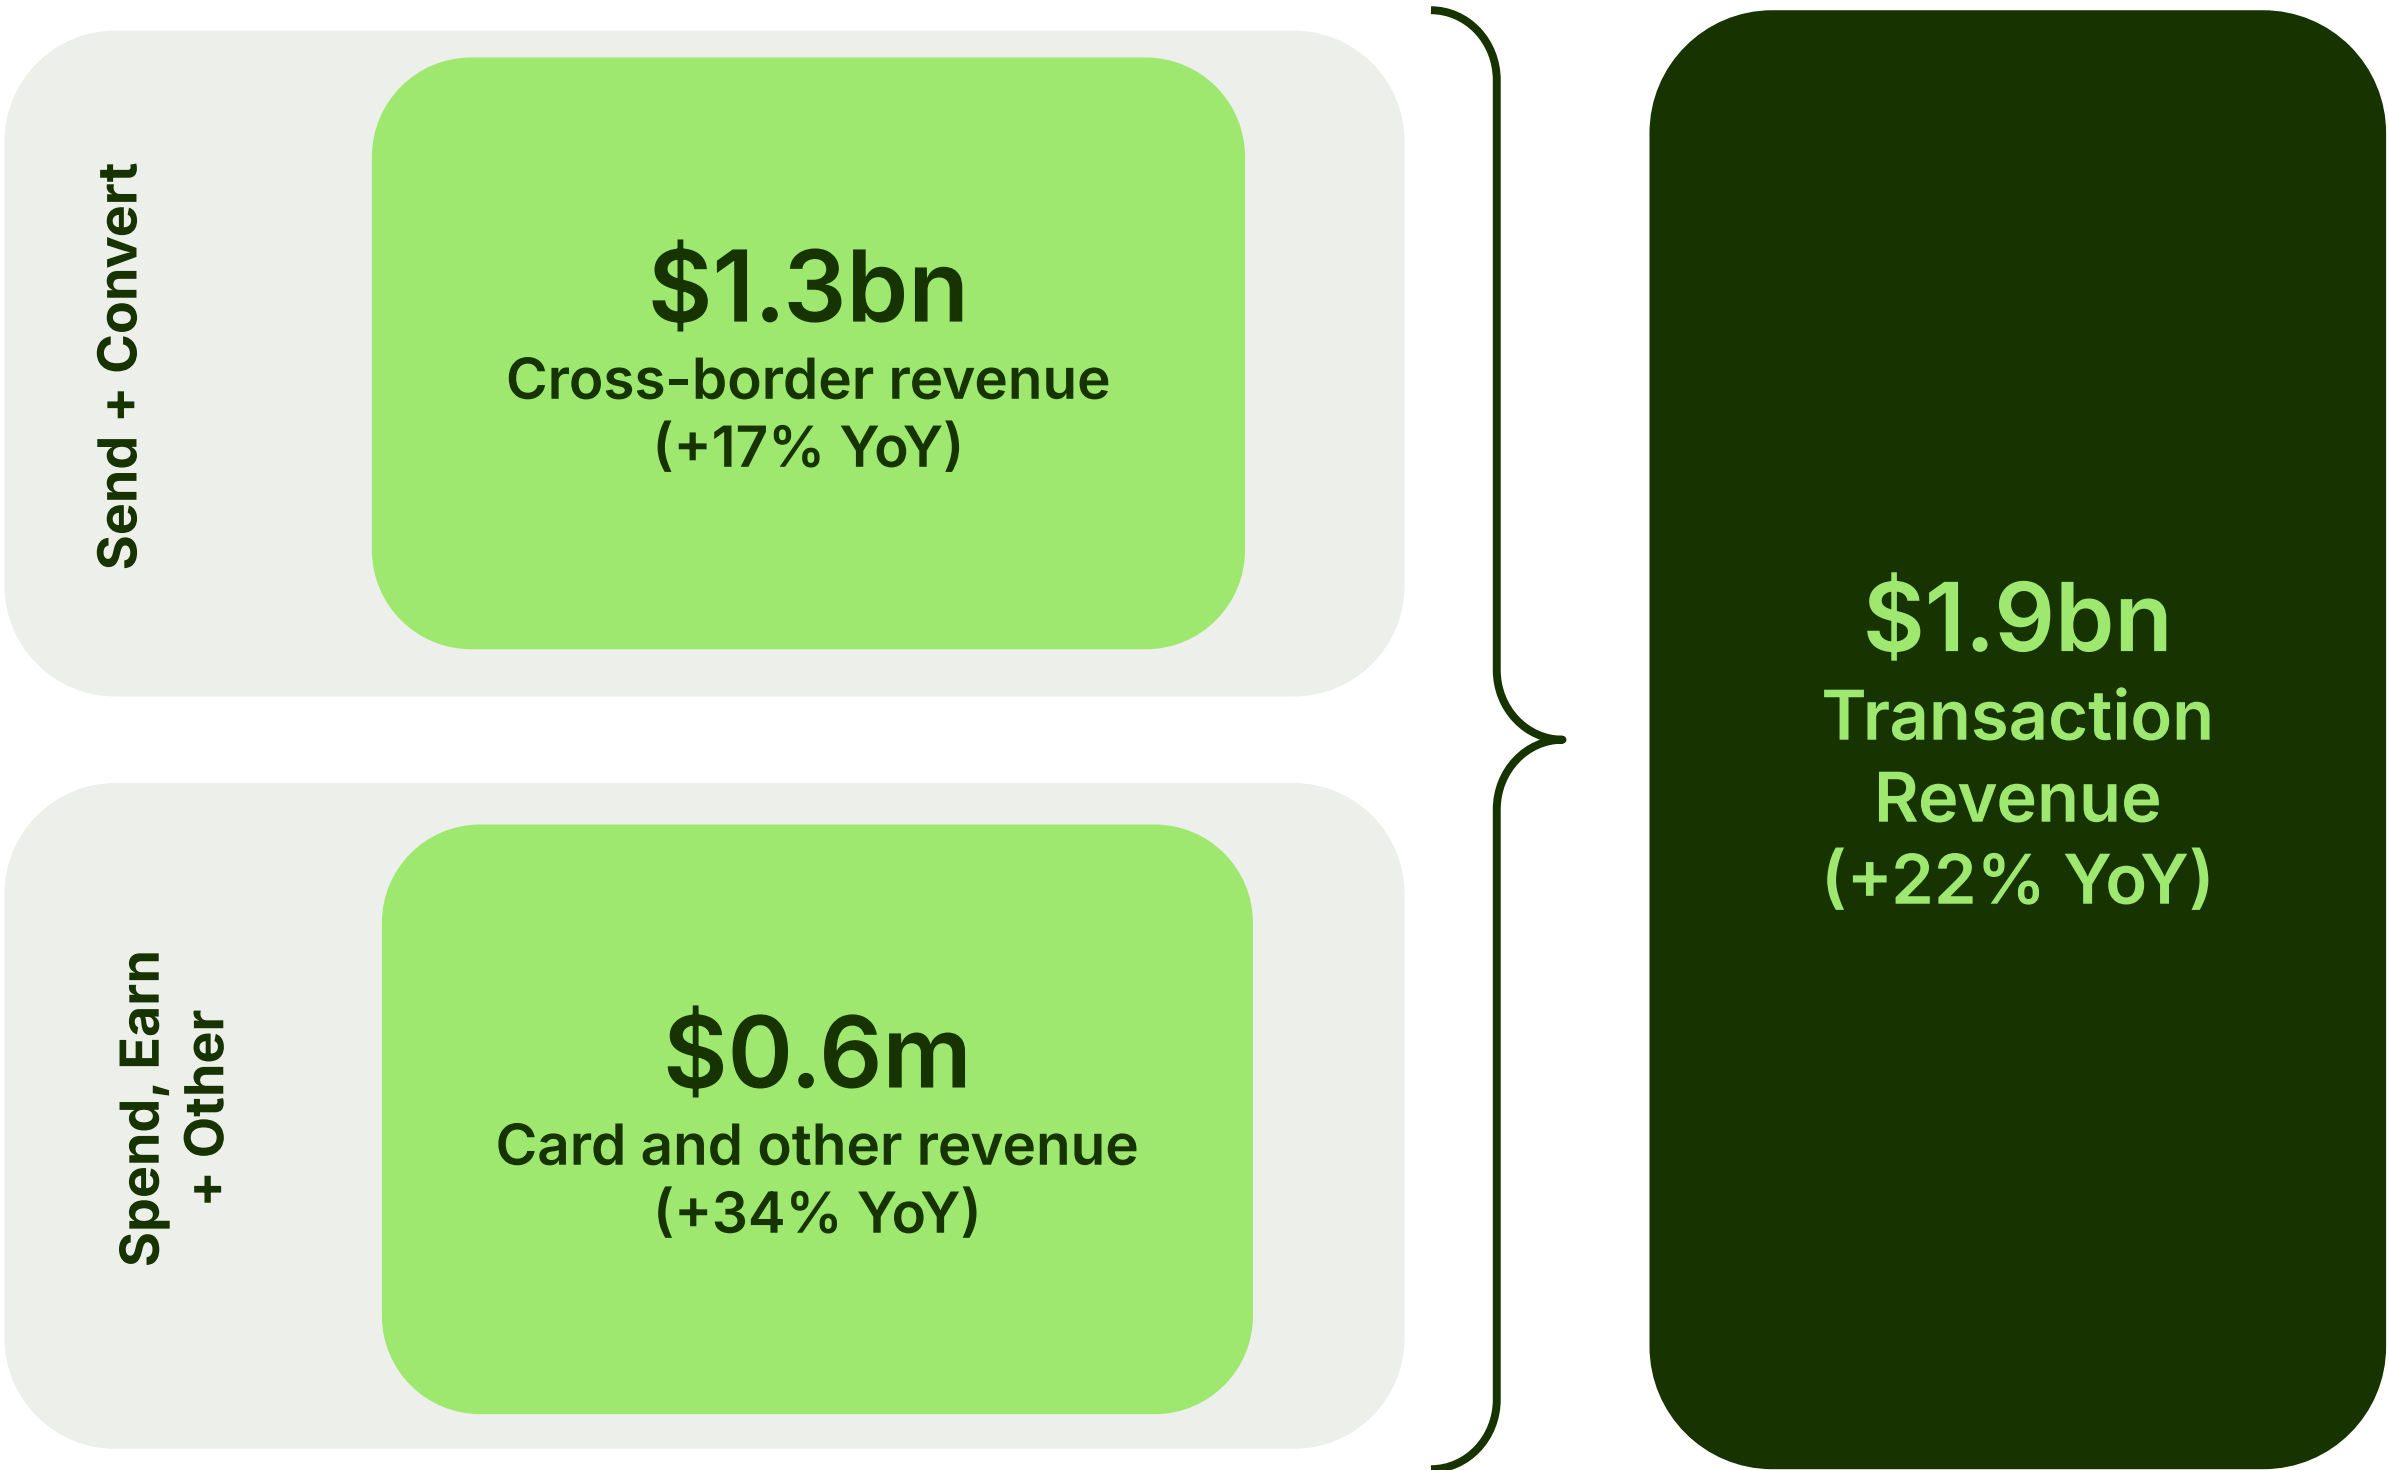 Send + Convert
$1.3bn
Cross-border revenue
(+17% YoY)
Spend, Earn
+ Other
$0.6m
Card and other revenue
(+34% YoY)
$1.9bn
Transaction
Revenue
(+22% YoY)